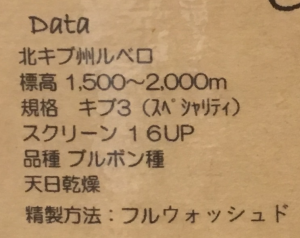 Data
北キブ州ルベロ
標高 1,500～2,000m
規格　キブ3（ｽﾍﾟｼｬﾘﾃｨ）
スクリーン １６UP
品種 ブルボン種
天日乾燥
精製方法：フルウォッシュド